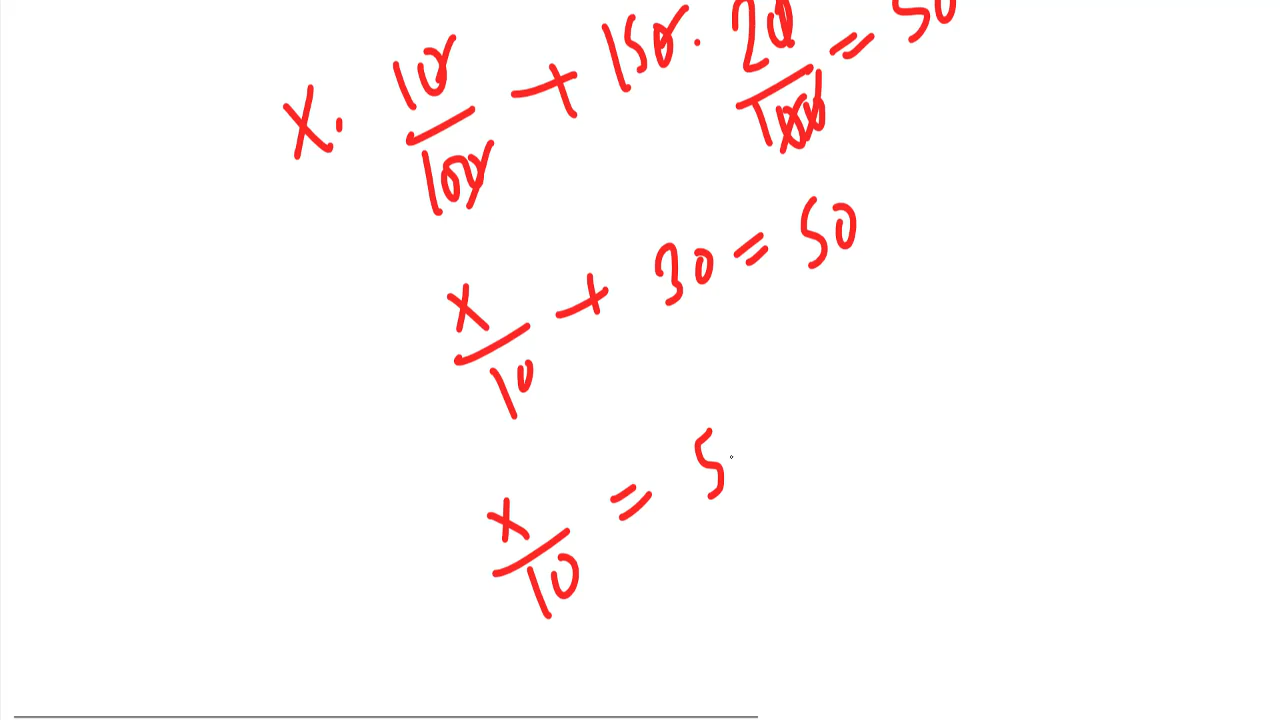 x · 10/100 + 150 · 20/100 = 50
x/10 + 30 = 50
x/10 = 5